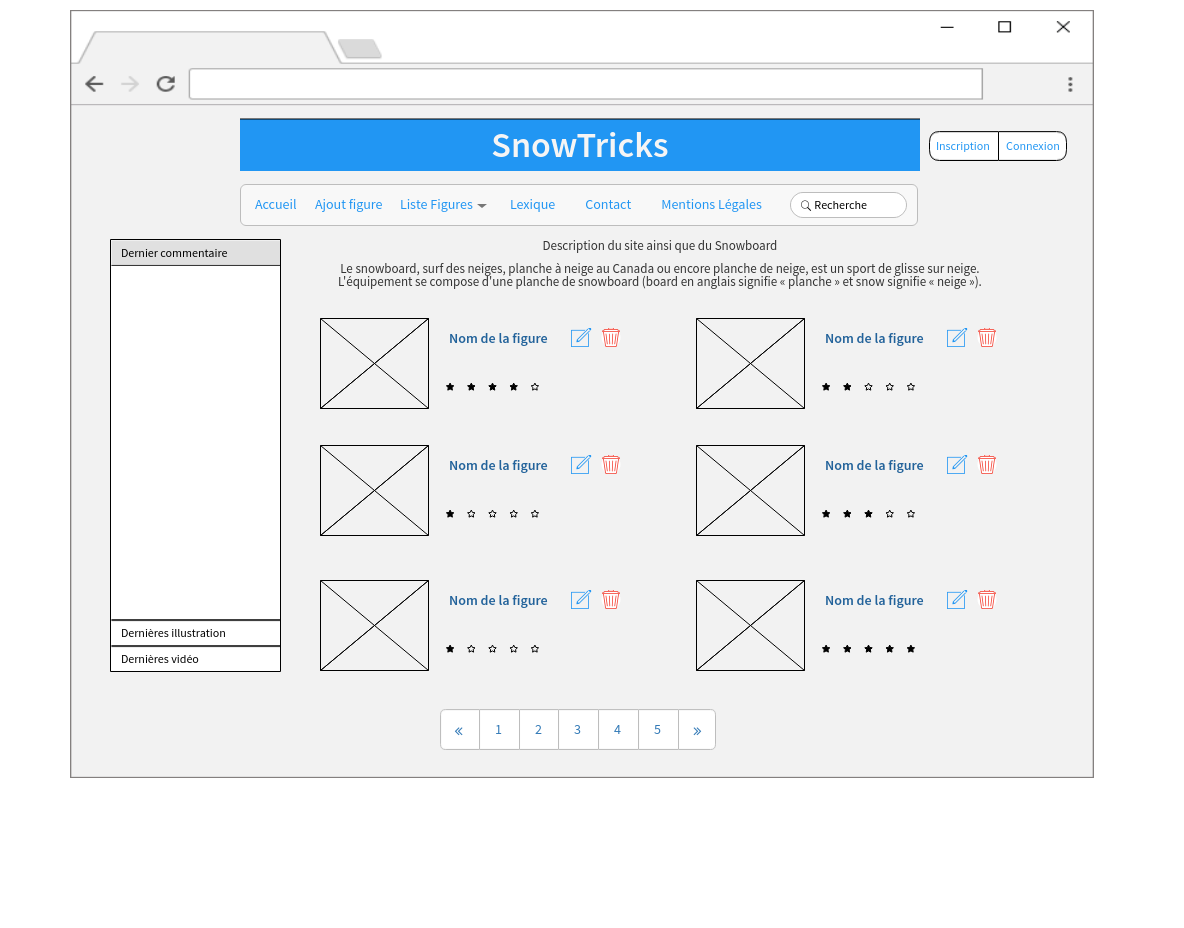 SnowTricks
Inscription
Connexion
Accueil
Ajout figure
Liste Figures
Lexique
Contact
Mentions Légales
Recherche
Dernier commentaire
Description du site ainsi que du Snowboard
Le snowboard, surf des neiges, planche à neige au Canada ou encore planche de neige, est un sport de glisse sur neige.
L'équipement se compose d'une planche de snowboard (board en anglais signifie « planche » et snow signifie « neige »).
Nom de la figure
Nom de la figure
Nom de la figure
Nom de la figure
Nom de la figure
Nom de la figure
Dernières illustration
Dernières vidéo
« 1 2 3 4 5 »